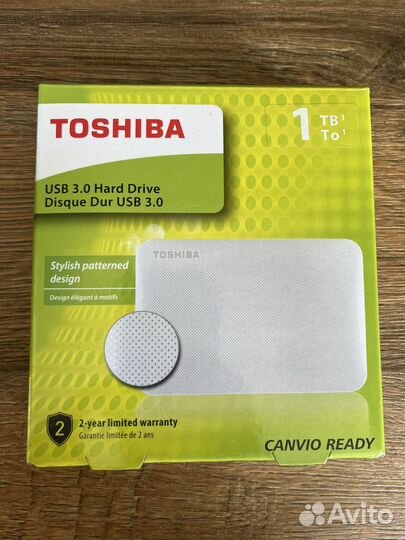 TOSHIBA
1 TB¹
To¹
USB 3.0 Hard Drive
Disque Dur USB 3.0
Stylish patterned
design
Design élégant à motifs
TOSHIBA
2
2-year limited warranty
Garantie limitée de 2 ans
CANVIO READY
Avito